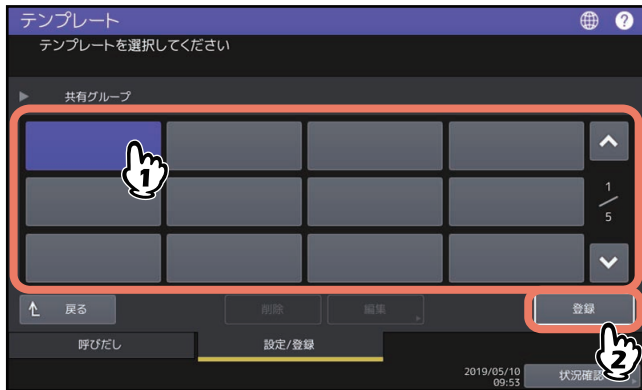 テンプレート
テンプレートを選択してください
共有グループ
1
1
5
戻る
削除
編集
登録
呼びだし
設定/登録
2
2019/05/10
09:53
状況確認